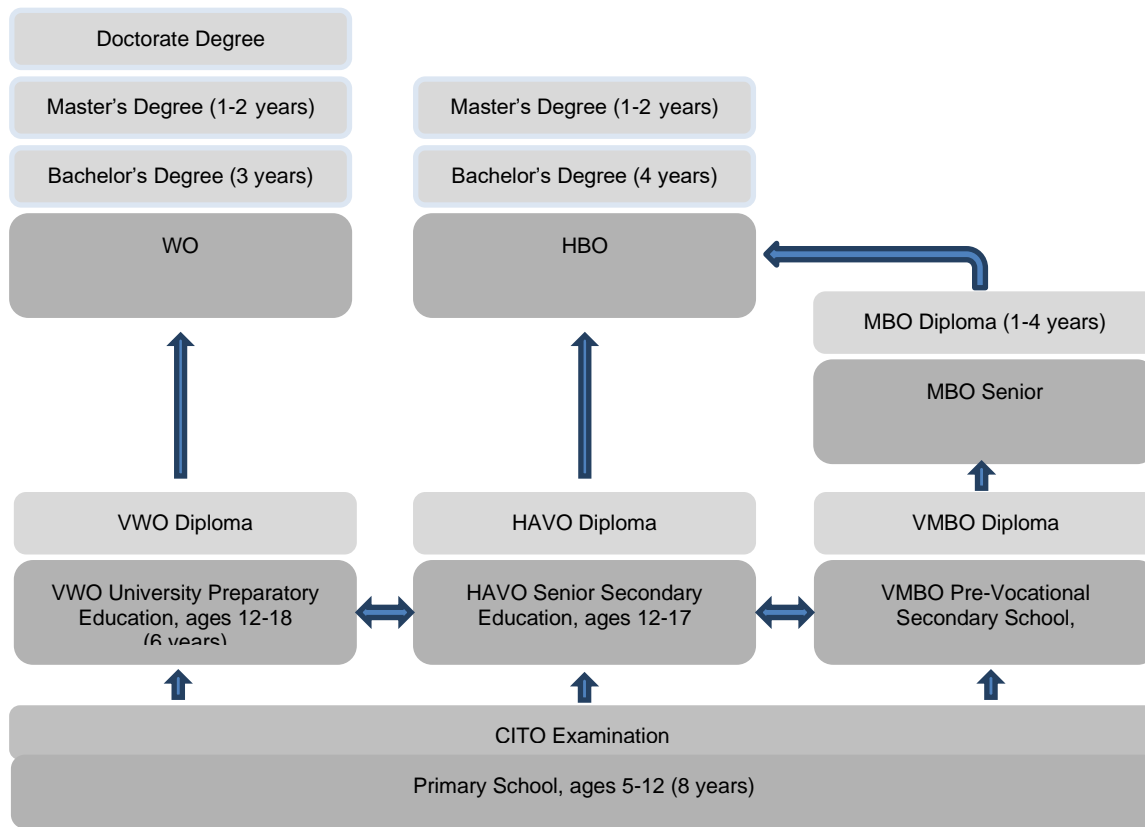 Doctorate Degree
Master's Degree (1-2 years)
Master's Degree (1-2 years)
Bachelor's Degree (3 years)
Bachelor's Degree (4 years)
WO
HBO
MBO Diploma (1-4 years)
MBO Senior
VWO Diploma
HAVO Diploma
VMBO Diploma
VWO University Preparatory
Education, ages 12-18
(6 years)
HAVO Senior Secondary
Education, ages 12-17
VMBO Pre-Vocational
Secondary School,
CITO Examination
Primary School, ages 5-12 (8 years)